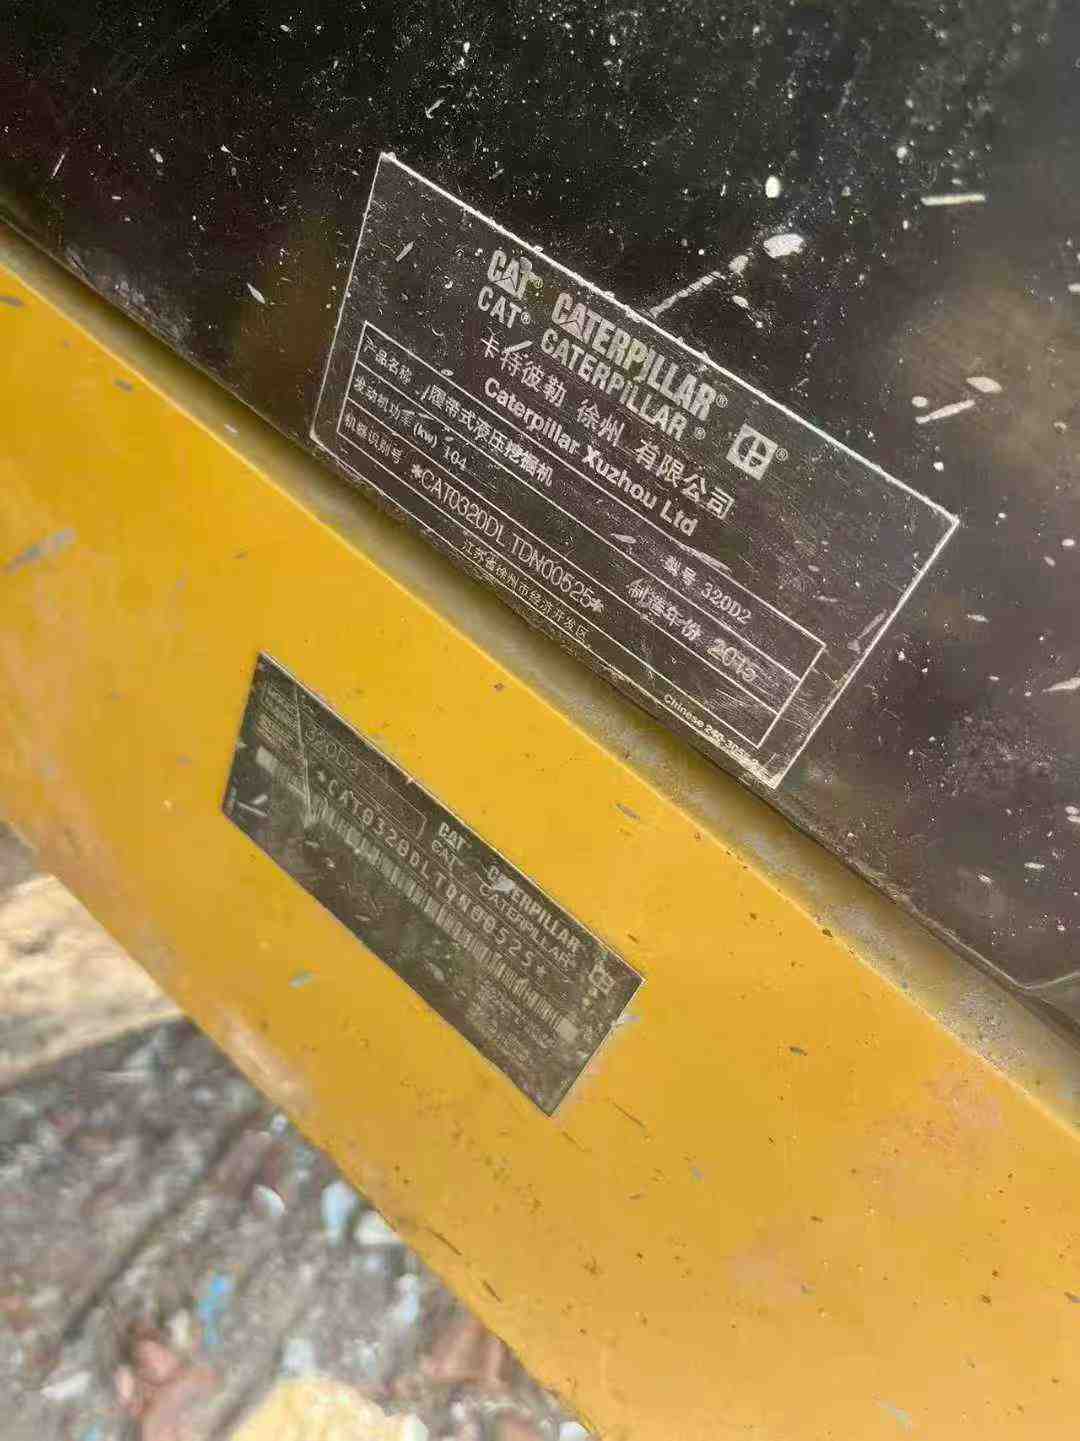 CAT® CATERPILLAR®
CAT® CATERPILLAR®
卡特彼勒 徐州 有限公司
Caterpillar Xuzhou Ltd
产品名称 履带式液压挖掘机 型号 320D2
发动机功率 (kw) 104 制造年份 2015
机器识别号 *CAT0320DLTDN00525*
江苏省徐州市经济开发区
Chinese
320D2
CAT CATERPILLAR
CAT CATERPILLAR
*CAT0320DLTDN00525*